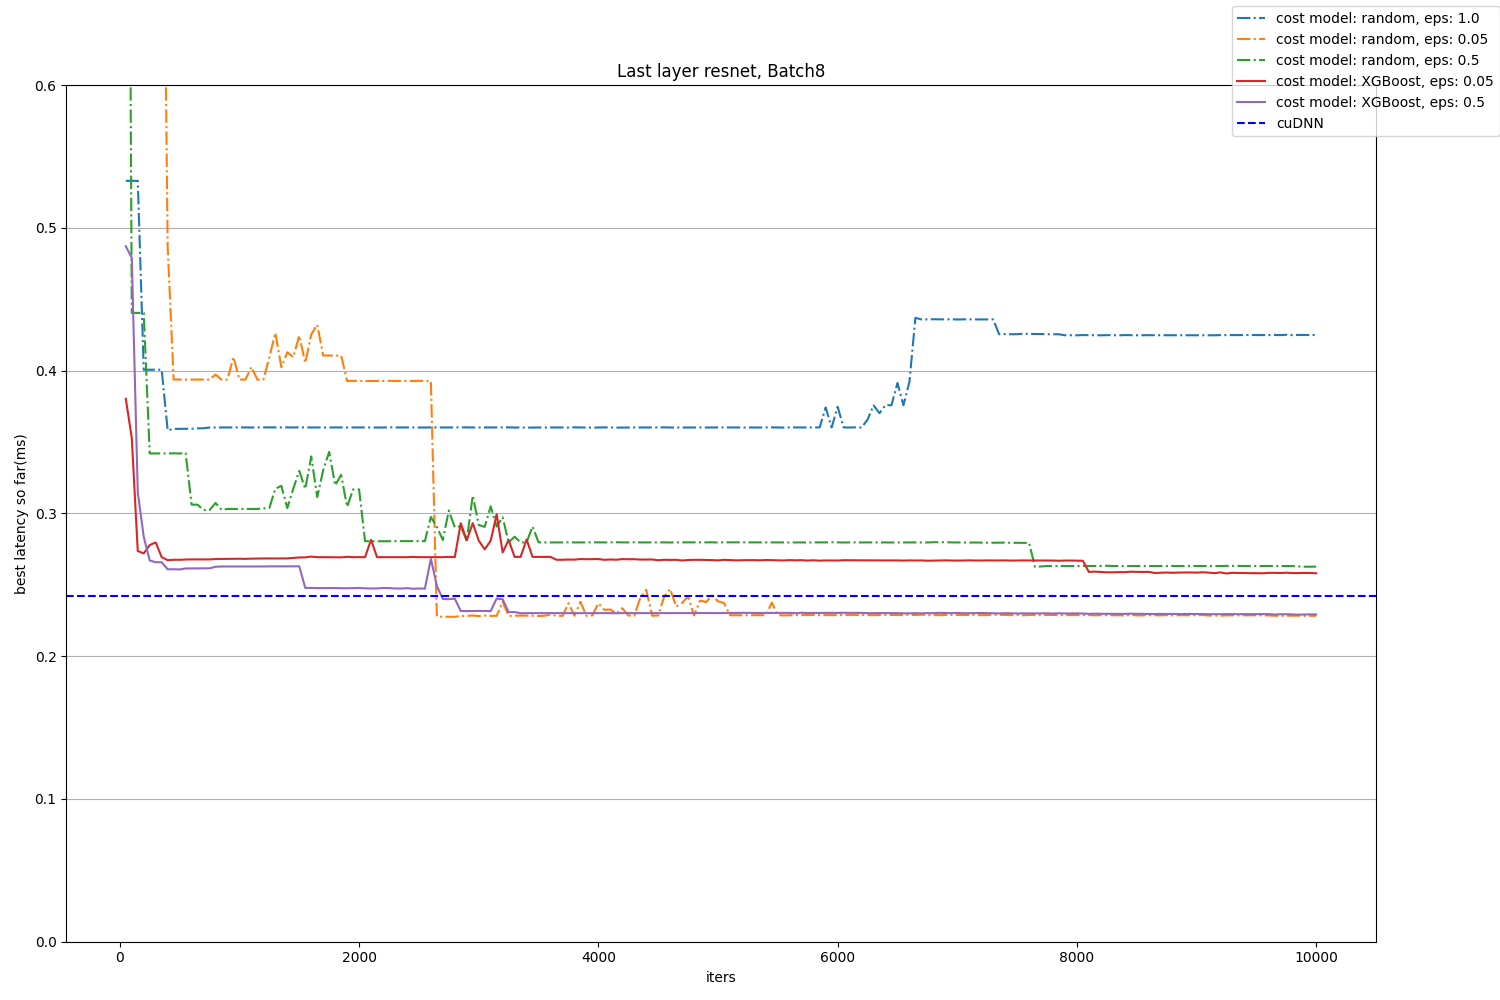 cost model: random, eps: 1.0
cost model: random, eps: 0.05
cost model: random, eps: 0.5
cost model: XGBoost, eps: 0.05
cost model: XGBoost, eps: 0.5
cuDNN
Last layer resnet, Batch8
0.6
0.5
0.4
0.3
0.2
0.1
0.0
best latency so far(ms)
0 2000 4000 6000 8000 10000
iters